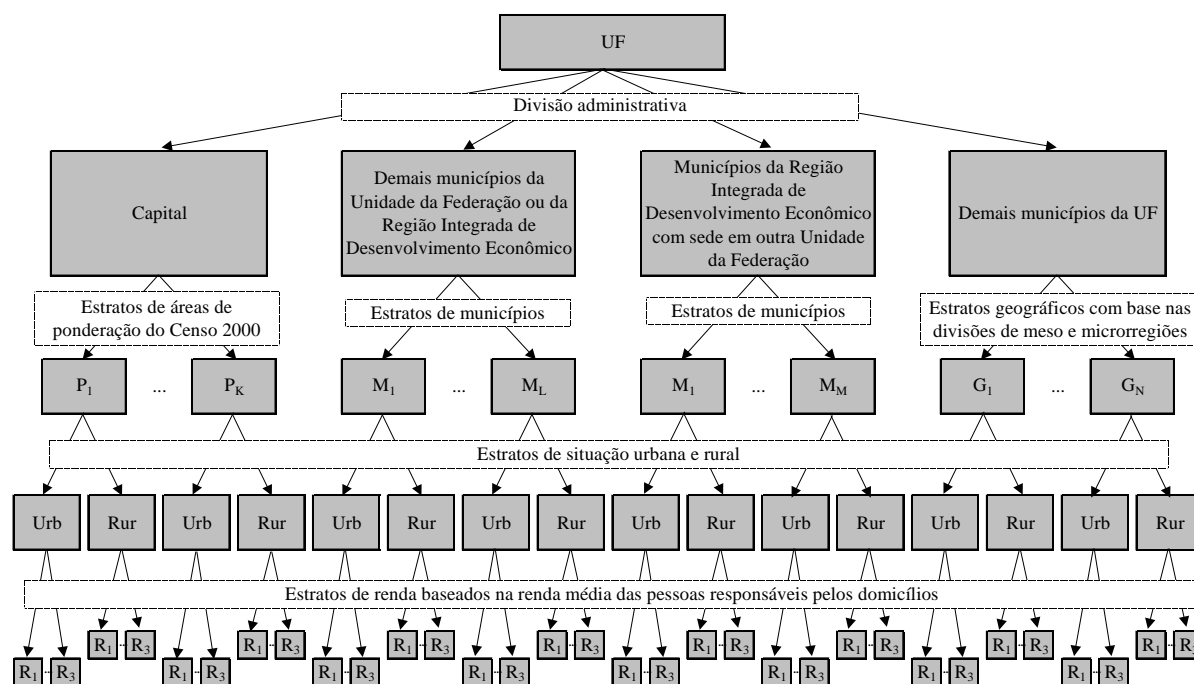 UF
Divisão administrativa
Capital
Demais municípios da
Unidade da Federação ou da
Região Integrada de
Desenvolvimento Econômico
Municípios da Região
Integrada de
Desenvolvimento Econômico
com sede em outra Unidade
da Federação
Demais municípios da UF
Estratos de áreas de
ponderação do Censo 2000
Estratos de municípios
Estratos de municípios
Estratos geográficos com base nas
divisões de meso e microrregiões
P1 ... PK M1 ... ML M1 ... MM G1 ... GN
Estratos de situação urbana e rural
Urb Rur Urb Rur Urb Rur Urb Rur Urb Rur Urb Rur Urb Rur Urb Rur
Estratos de renda baseados na renda média das pessoas responsáveis pelos domicílios
R1 ... R3 R1 ... R3 R1 ... R3 R1 ... R3 R1 ... R3 R1 ... R3 R1 ... R3 R1 ... R3
R1 ... R3 R1 ... R3 R1 ... R3 R1 ... R3 R1 ... R3 R1 ... R3 R1 ... R3 R1 ... R3